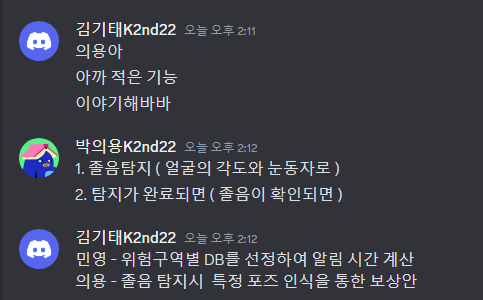 김기태K2nd22 오늘 오후 2:11
의용아
아까 적은 기능
이야기해바바
박의용K2nd22 오늘 오후 2:12
1. 졸음탐지 ( 얼굴의 각도와 눈동자로 )
2. 탐지가 완료되면 ( 졸음이 확인되면 )
김기태K2nd22 오늘 오후 2:12
민영 - 위험구역별 DB를 선정하여 알림 시간 계산
의용 - 졸음 탐지시 특정 포즈 인식을 통한 보상안